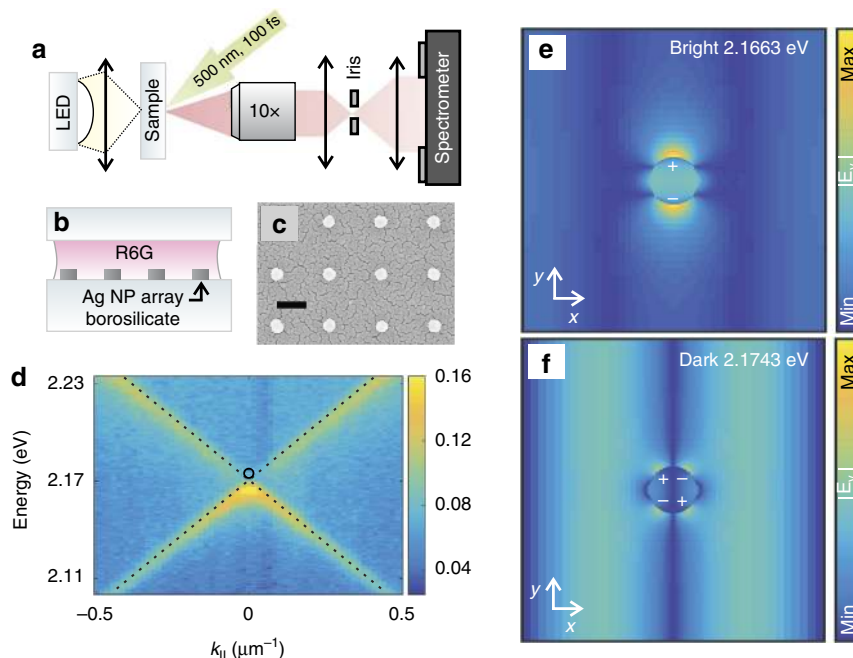 a
500 nm, 100 fs
LED
Sample
10×
Iris
Spectrometer
b
R6G
Ag NP array
borosilicate
c
d
2.23
2.17
2.11
Energy (eV)
–0.5
0
0.5
k|| (μm⁻¹)
0.16
0.12
0.08
0.04
e
Bright 2.1663 eV
+
–
y
x
Max
|Ey|
Min
f
Dark 2.1743 eV
+ –
– +
y
x
Max
|Ey|
Min